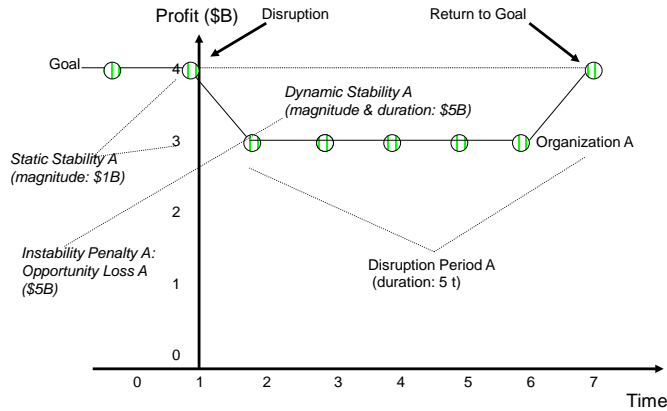 Profit ($B)
Disruption
Return to Goal
Goal
4
Dynamic Stability A
(magnitude & duration: $5B)
3
Organization A
Static Stability A
(magnitude: $1B)
2
Instability Penalty A:
Opportunity Loss A
($5B)
Disruption Period A
(duration: 5 t)
1
0
0 1 2 3 4 5 6 7
Time